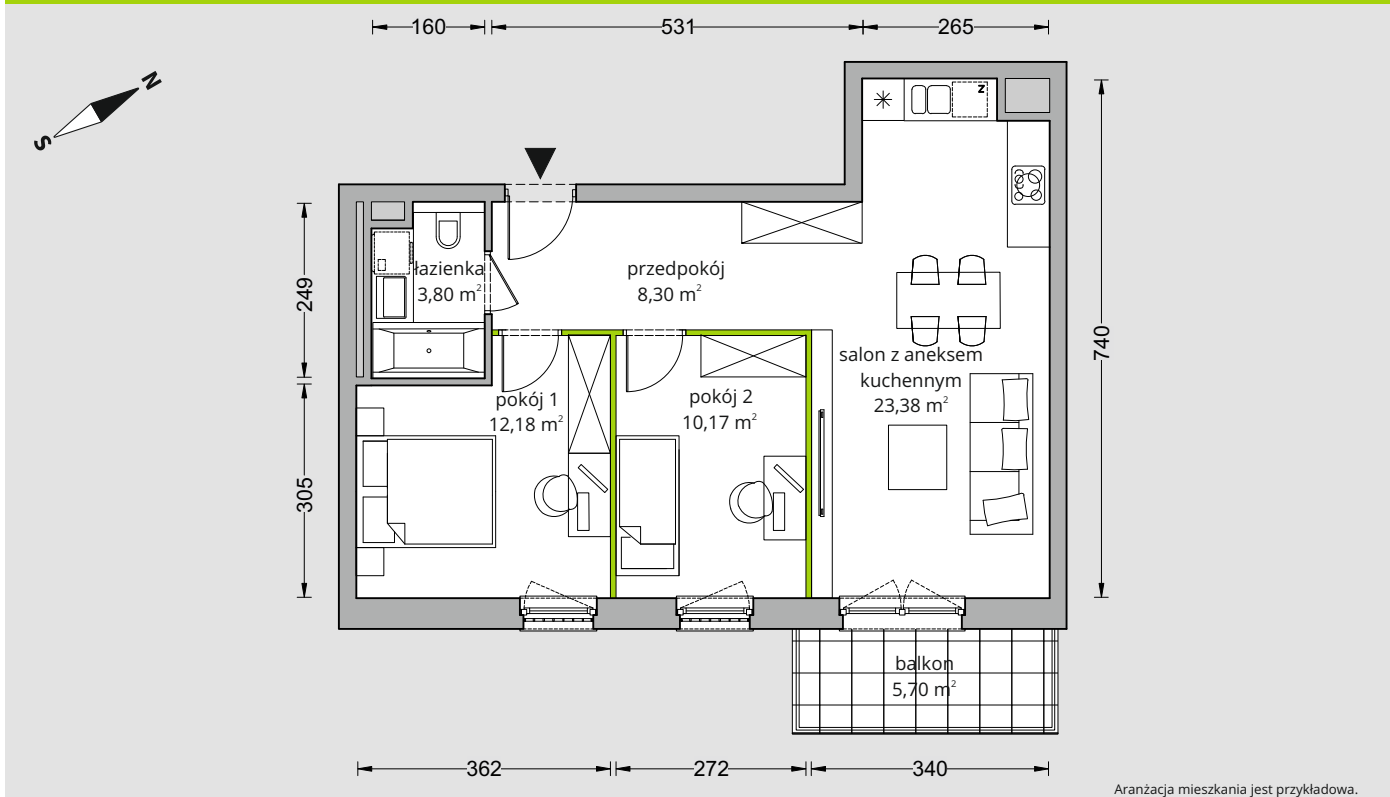 160
531
265
N
S
z
249
305
740
łazienka
3,80 m²
przedpokój
8,30 m²
salon z aneksem
kuchennym
23,38 m²
pokój 1
12,18 m²
pokój 2
10,17 m²
balkon
5,70 m²
362
272
340
Aranżacja mieszkania jest przykładowa.